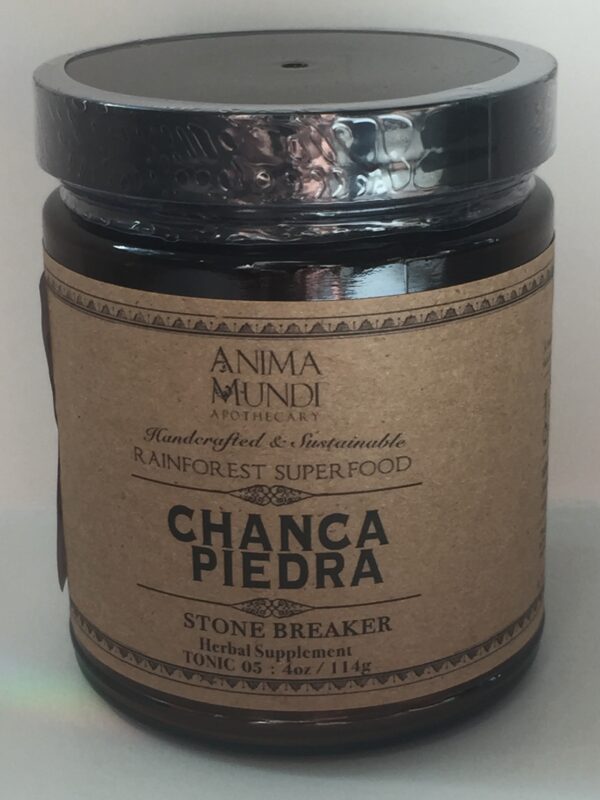 ANIMA
MUNDI
APOTHECARY
Handcrafted & Sustainable
RAINFOREST SUPERFOOD
CHANCA
PIEDRA
STONE BREAKER
Herbal Supplement
TONIC 05 : 4oz / 114g